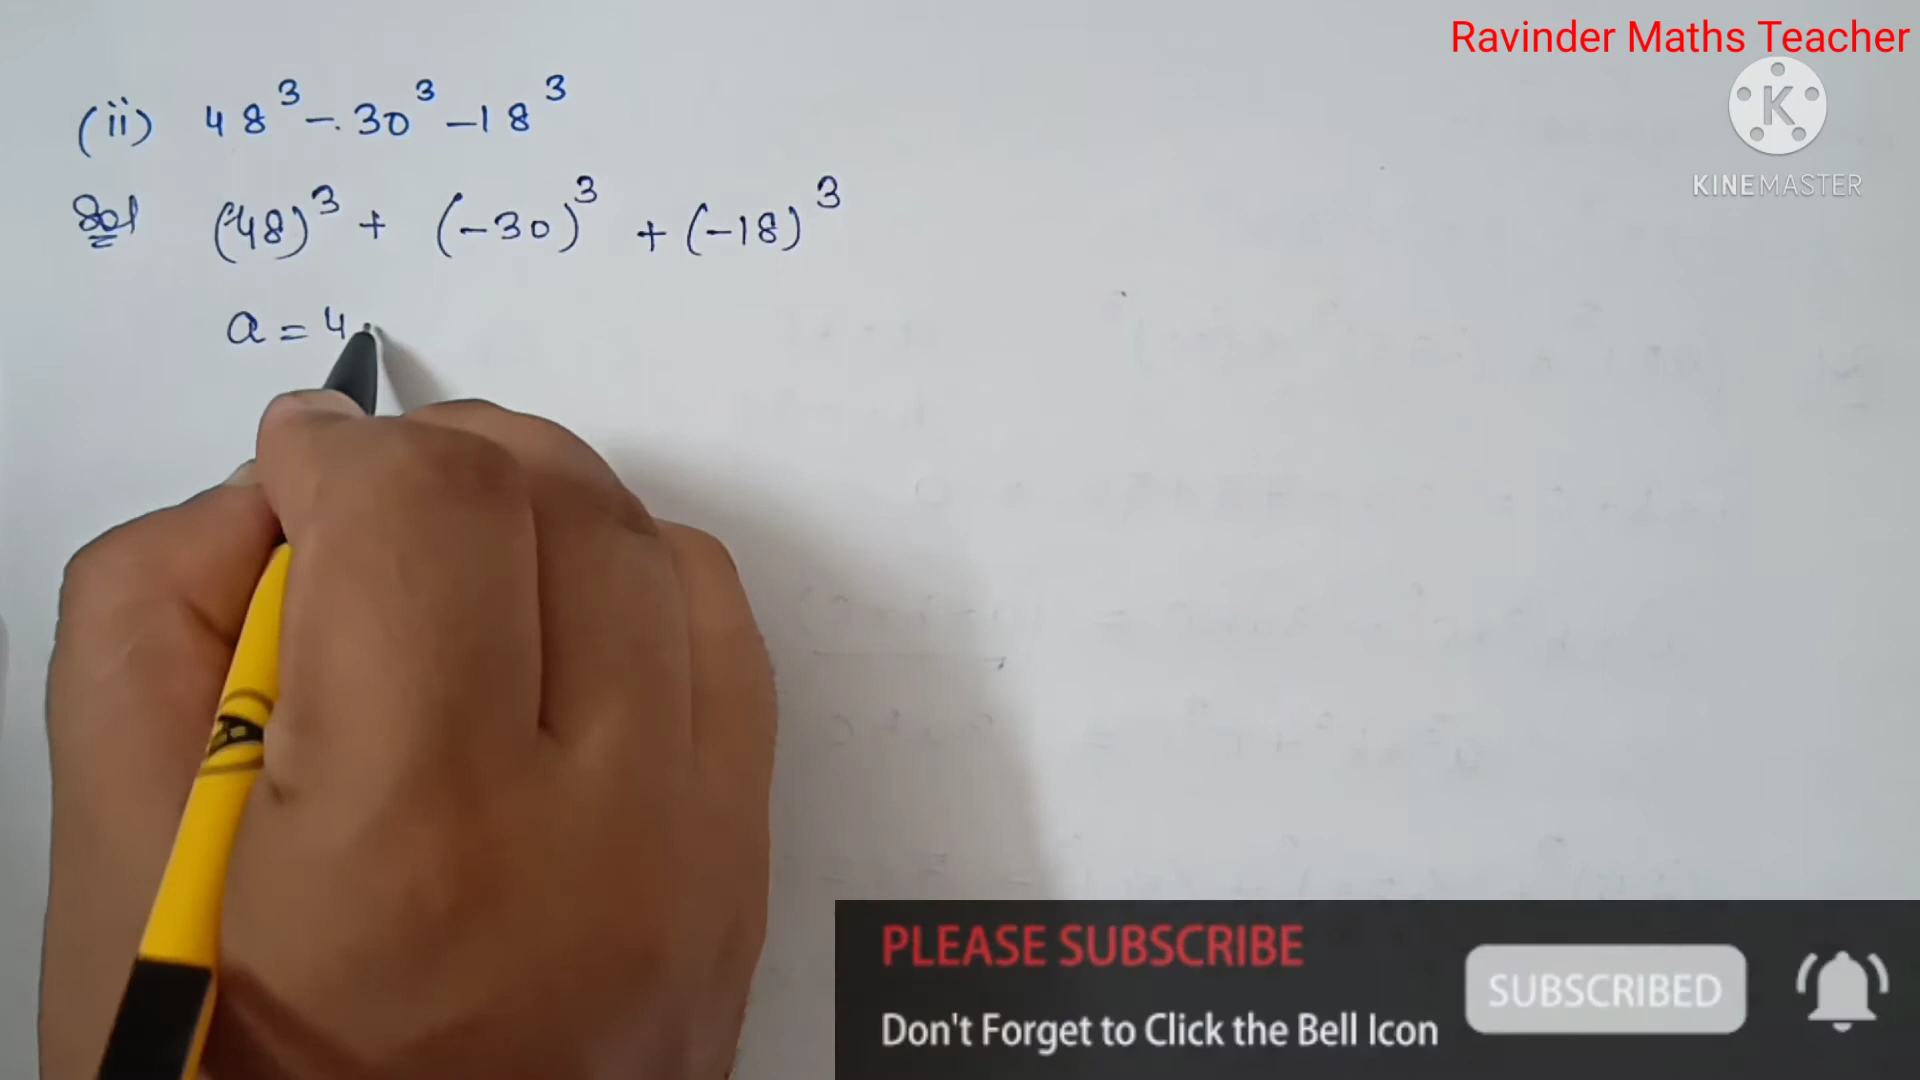 Ravinder Maths Teacher
K
KINEMASTER
(ii) 48³ - 30³ - 18³
Sol (48)³ + (-30)³ + (-18)³
a = 4
PLEASE SUBSCRIBE
Don't Forget to Click the Bell Icon
SUBSCRIBED